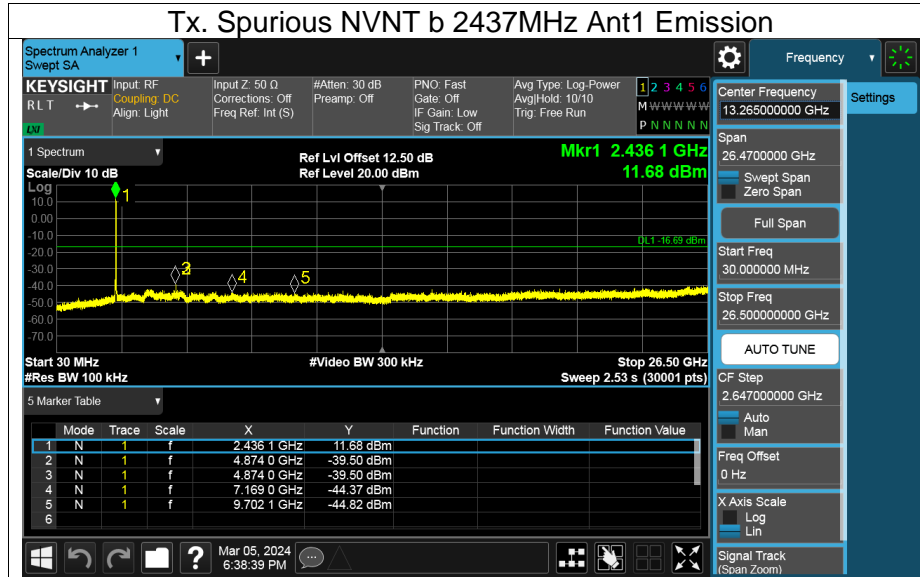 Tx. Spurious NVNT b 2437MHz Ant1 Emission
Spectrum Analyzer 1
Swept SA
+
Frequency
KEYSIGHT
R L T
LXI
Input: RF
Coupling: DC
Align: Light
Input Z: 50 Ω
Corrections: Off
Freq Ref: Int (S)
#Atten: 30 dB
Preamp: Off
PNO: Fast
Gate: Off
IF Gain: Low
Sig Track: Off
Avg Type: Log-Power
Avg|Hold: 10/10
Trig: Free Run
1 2 3 4 5 6
M W W W W W
P N N N N N
1 Spectrum
Scale/Div 10 dB
Ref Lvl Offset 12.50 dB
Ref Level 20.00 dBm
Mkr1 2.436 1 GHz
11.68 dBm
Log
10.0
0.00
-10.0
-20.0
-30.0
-40.0
-50.0
-60.0
-70.0
1
4
5
DL1 -16.69 dBm
Start 30 MHz
#Res BW 100 kHz
#Video BW 300 kHz
Stop 26.50 GHz
Sweep 2.53 s (30001 pts)
5 Marker Table
Mode Trace Scale X Y Function Function Width Function Value
1 N 1 f 2.436 1 GHz 11.68 dBm
2 N 1 f 4.874 0 GHz -39.50 dBm
3 N 1 f 4.874 0 GHz -39.50 dBm
4 N 1 f 7.169 0 GHz -44.37 dBm
5 N 1 f 9.702 1 GHz -44.82 dBm
6
?
Mar 05, 2024
6:38:39 PM
Center Frequency
13.265000000 GHz
Settings
Span
26.4700000 GHz
Swept Span
Zero Span
Full Span
Start Freq
30.000000 MHz
Stop Freq
26.500000000 GHz
AUTO TUNE
CF Step
2.647000000 GHz
Auto
Man
Freq Offset
0 Hz
X Axis Scale
Log
Lin
Signal Track
(Span Zoom)